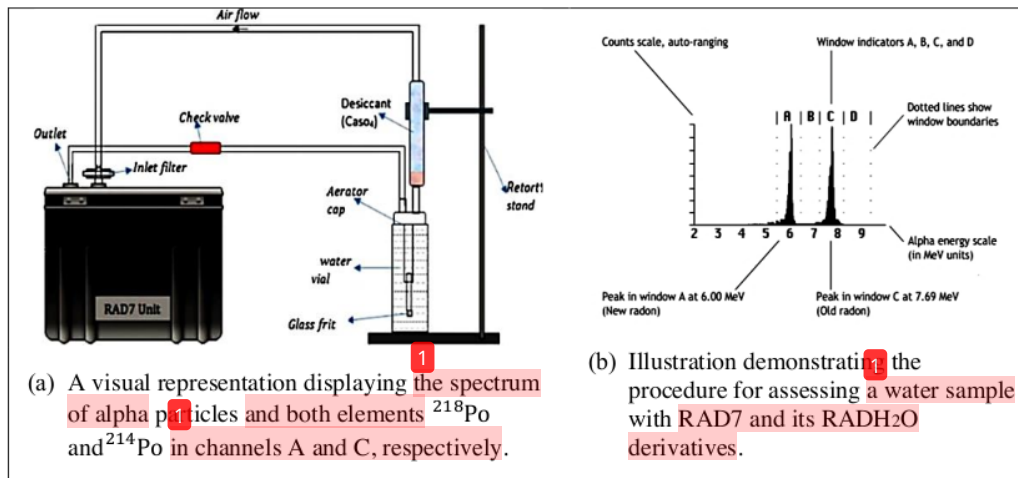 Air flow
Check valve
Outlet
Inlet filter
Desiccant
(Caso₄)
Aerator
cap
Retort
stand
water
vial
Glass frit
RAD7 Unit
1
(a) A visual representation displaying the spectrum
of alpha particles and both elements ²¹⁸Po
1
and²¹⁴Po in channels A and C, respectively.
Counts scale, auto-ranging
Window indicators A, B, C, and D
Dotted lines show
window boundaries
A B C D
2 3 4 5 6 7 8 9
Alpha energy scale
(in MeV units)
Peak in window A at 6.00 MeV
(New radon)
Peak in window C at 7.69 MeV
(Old radon)
(b) Illustration demonstrating the
1
procedure for assessing a water sample
with RAD7 and its RADH2O
derivatives.